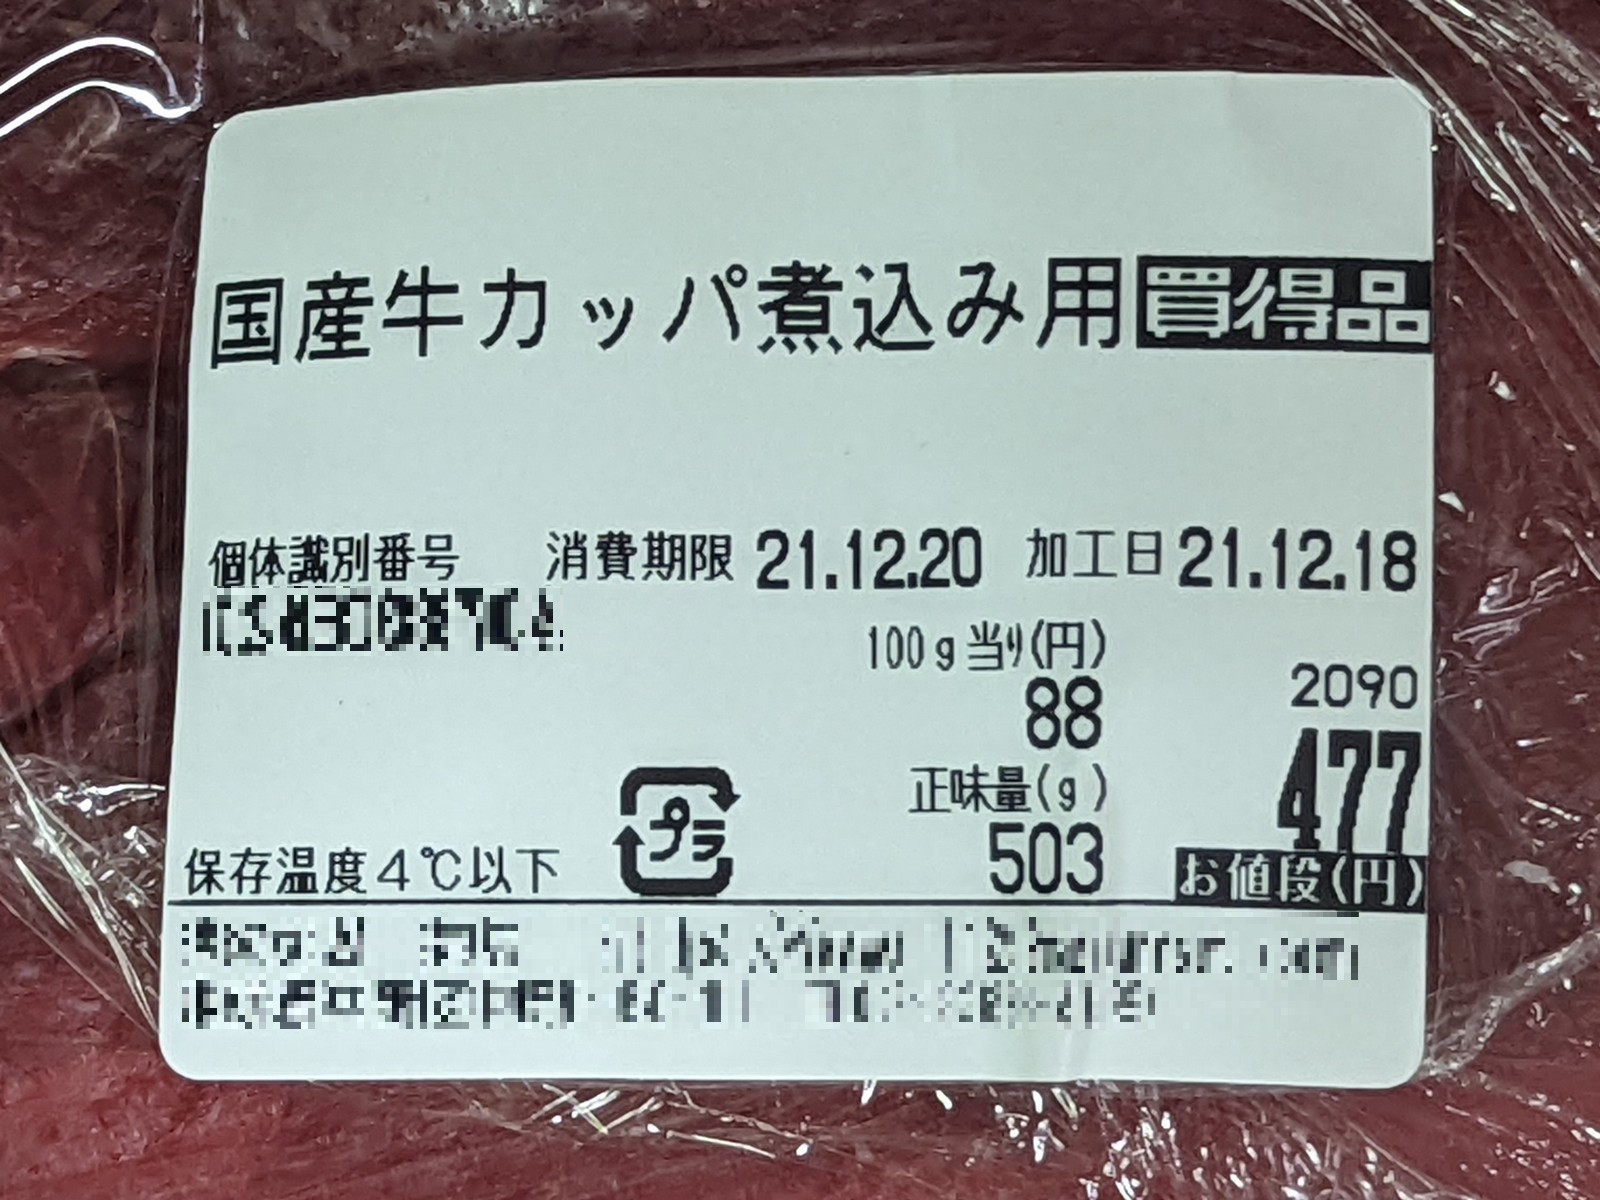 国産牛カッパ煮込み用 買得品
個体識別番号 消費期限 21.12.20 加工日 21.12.18
100g当り(円)
88
2090
正味量(g)
503
477
お値段(円)
プラ
保存温度4℃以下